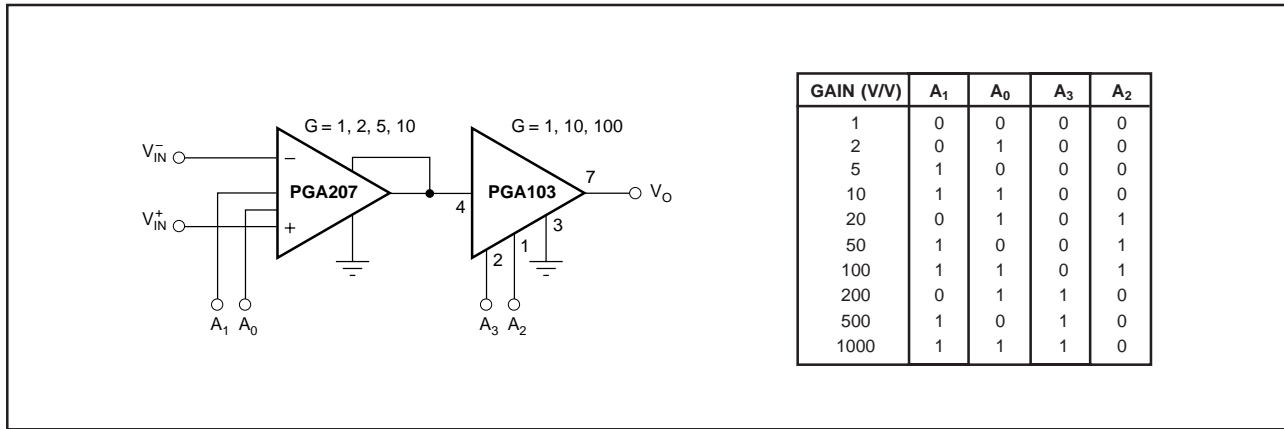 G = 1, 2, 5, 10
G = 1, 10, 100
V⁻IN
–
PGA207
+
V⁺IN
A1 A0
4
PGA103
7
VO
3
1
2
A3 A2
GAIN (V/V) A1 A0 A3 A2
1 0 0 0 0
2 0 1 0 0
5 1 0 0 0
10 1 1 0 0
20 0 1 0 1
50 1 0 0 1
100 1 1 0 1
200 0 1 1 0
500 1 0 1 0
1000 1 1 1 0